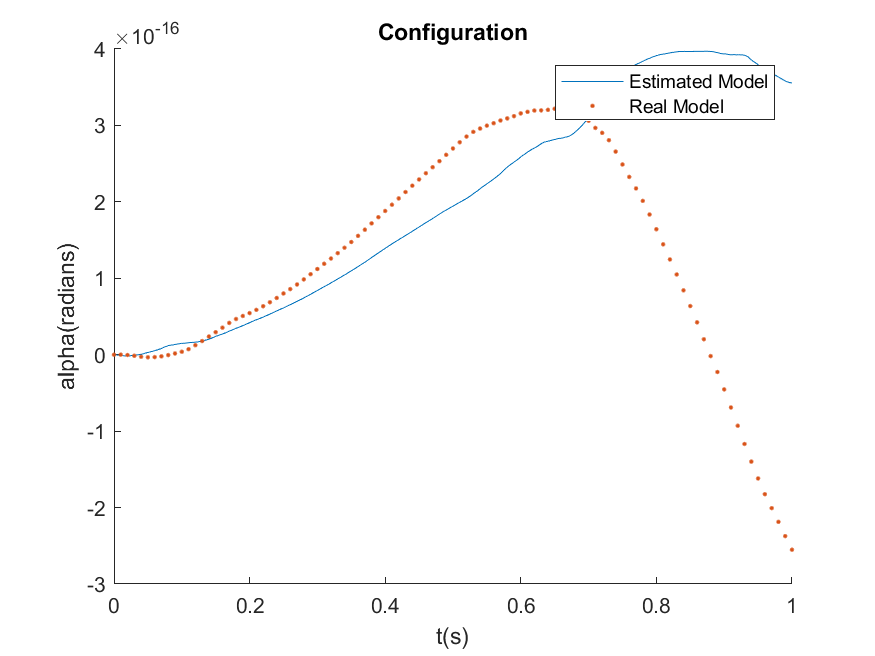 Configuration
×10-16
4
3
2
1
0
-1
-2
-3
alpha(radians)
Estimated Model
Real Model
0 0.2 0.4 0.6 0.8 1
t(s)